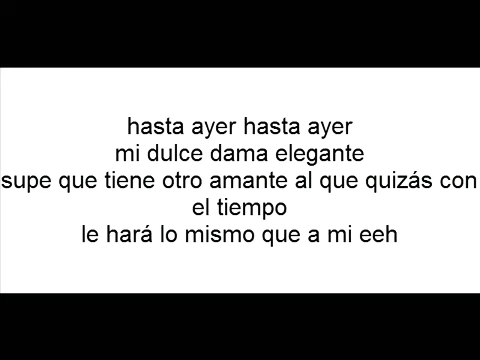 hasta ayer hasta ayer
mi dulce dama elegante
supe que tiene otro amante al que quizás con
el tiempo
le hará lo mismo que a mi eeh